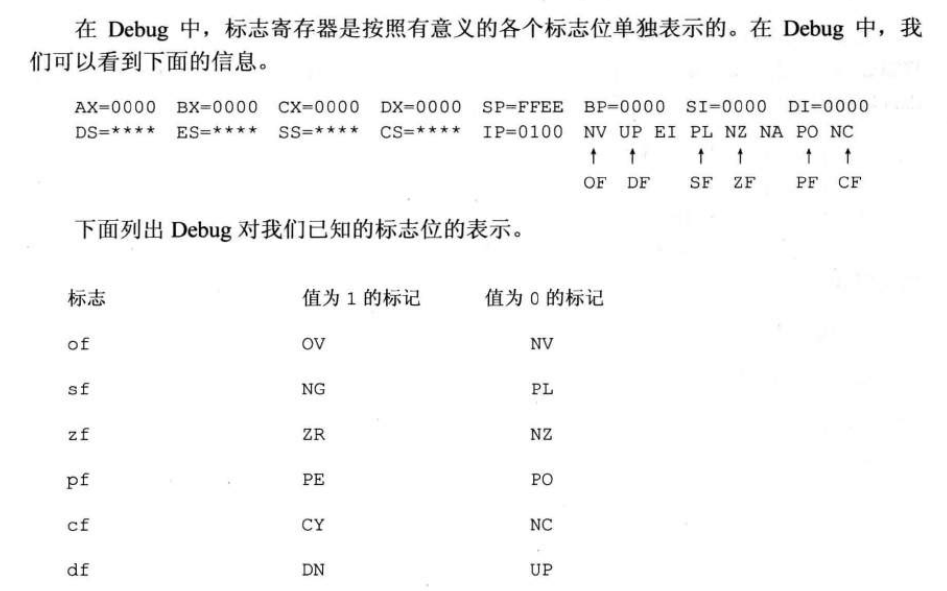 在 Debug 中，标志寄存器是按照有意义的各个标志位单独表示的。在 Debug 中，我
们可以看到下面的信息。
AX=0000 BX=0000 CX=0000 DX=0000 SP=FFEE BP=0000 SI=0000 DI=0000
DS=**** ES=**** SS=**** CS=**** IP=0100 NV UP EI PL NZ NA PO NC
↑ ↑ ↑ ↑ ↑ ↑
OF DF SF ZF PF CF
下面列出 Debug 对我们已知的标志位的表示。
标志 值为 1 的标记 值为 0 的标记
of OV NV
sf NG PL
zf ZR NZ
pf PE PO
cf CY NC
df DN UP